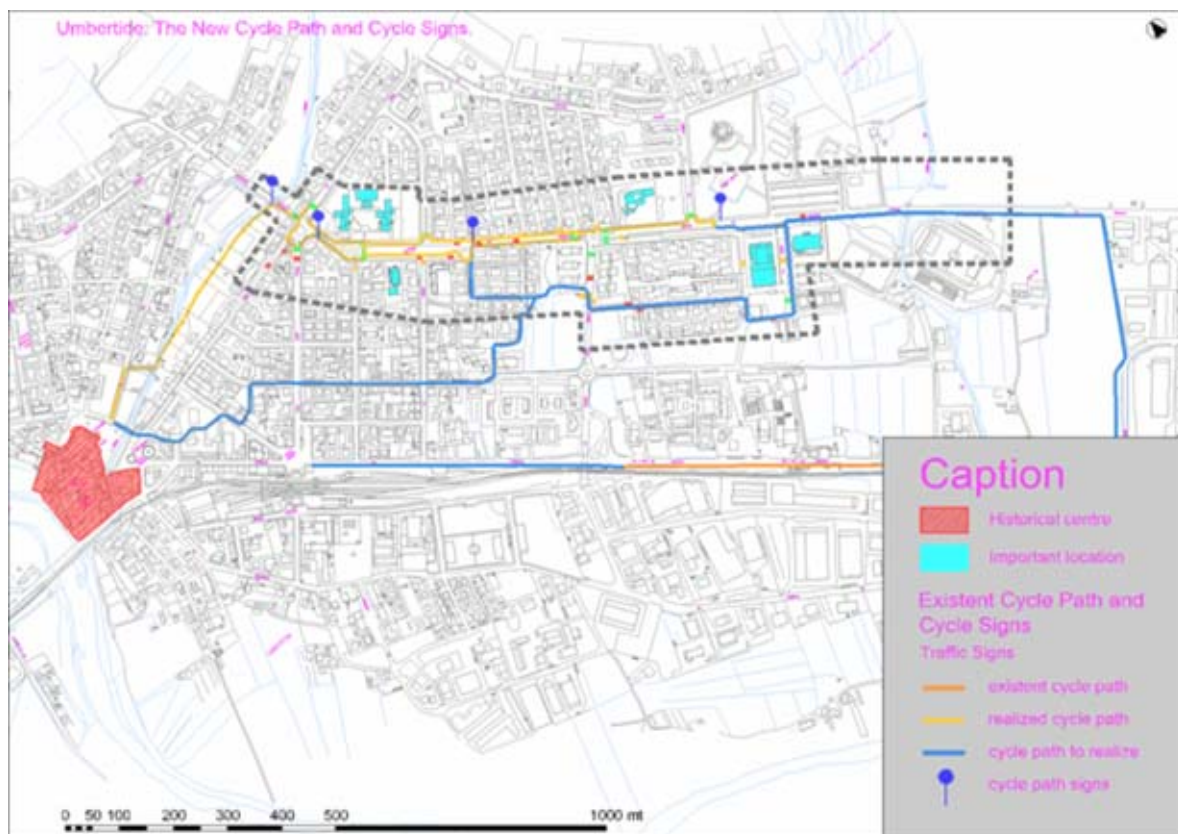 Umbertide: The New Cycle Path and Cycle Signs.
Caption
Historical centre
Important location
Existent Cycle Path and
Cycle Signs
Traffic Signs
existent cycle path
realized cycle path
cycle path to realize
cycle path signs
0 50 100 200 300 400 500 1000 mt